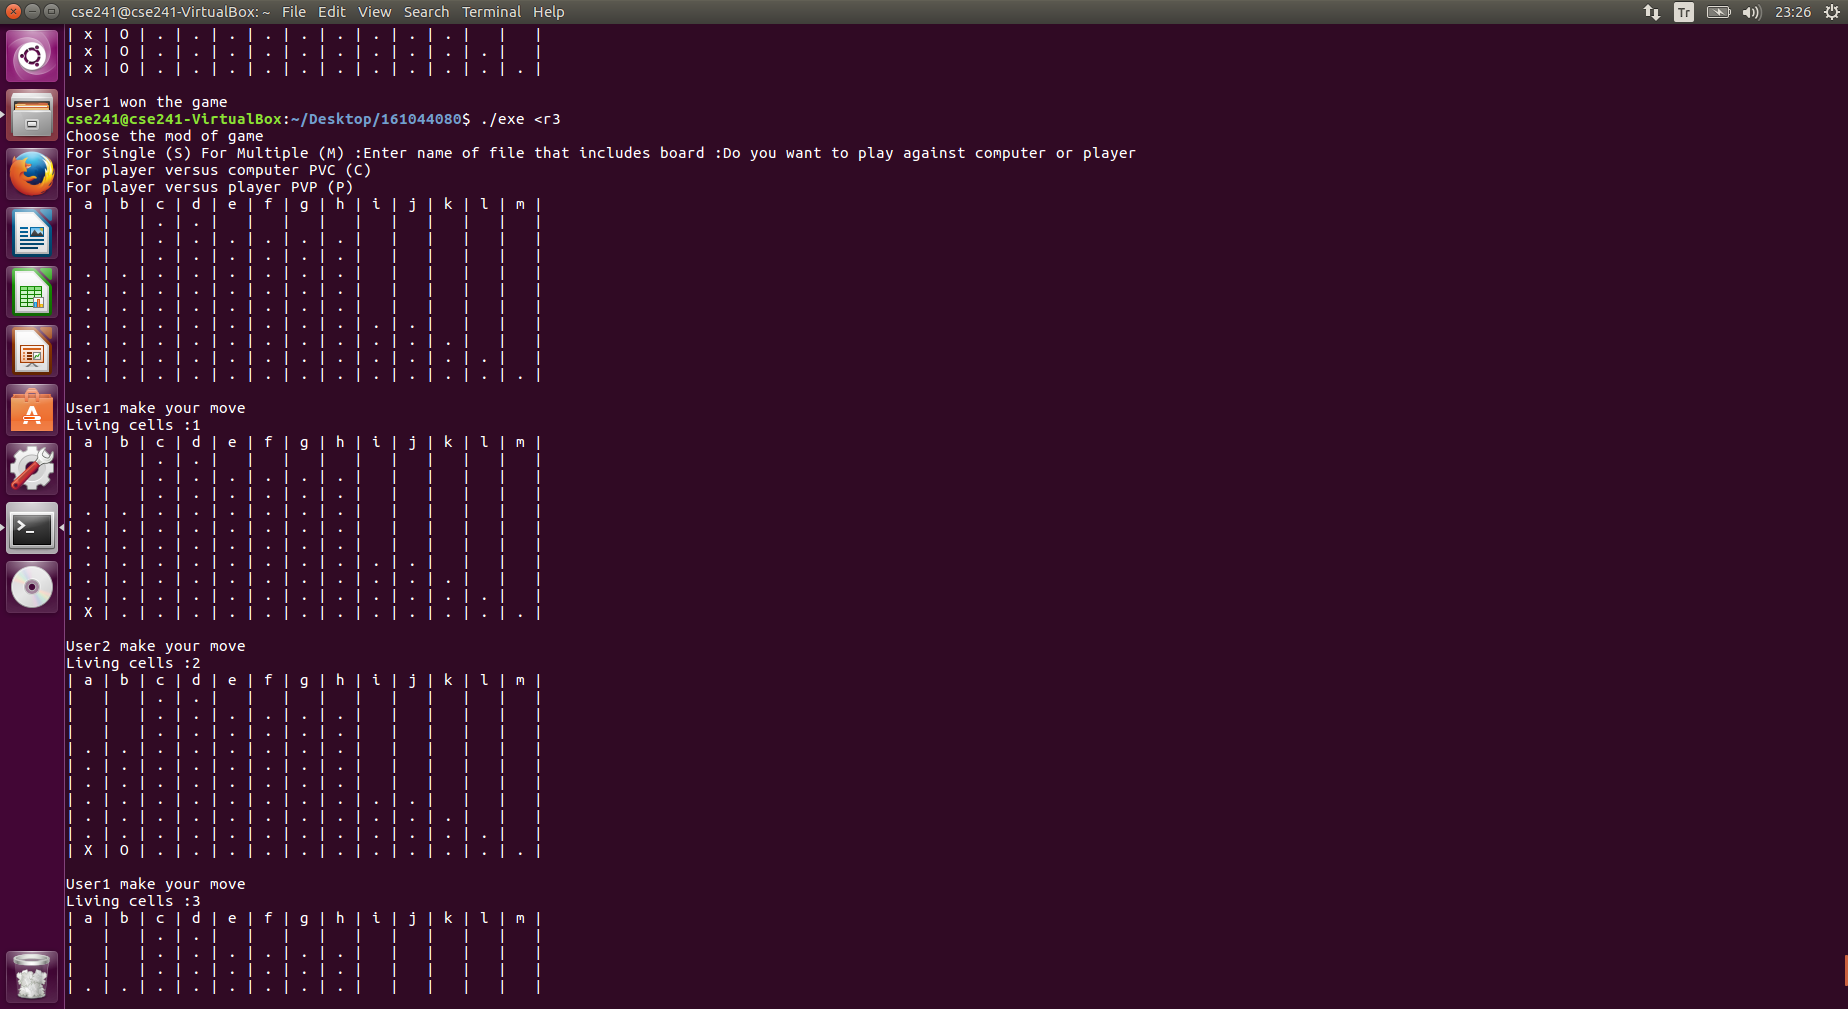 cse241@cse241-VirtualBox: ~ File Edit View Search Terminal Help Tr 23:26
| x | O | . | . | . | . | . | . | . | . | . |   |   |
| x | O | . | . | . | . | . | . | . | . | . | . |   |
| x | O | . | . | . | . | . | . | . | . | . | . | . |
User1 won the game
cse241@cse241-VirtualBox:~/Desktop/161044080$ ./exe <r3
Choose the mod of game
For Single (S) For Multiple (M) :Enter name of file that includes board :Do you want to play against computer or player
For player versus computer PVC (C)
For player versus player PVP (P)
| a | b | c | d | e | f | g | h | i | j | k | l | m |
|   |   | . | . |   |   |   |   |   |   |   |   |   |
|   |   | . | . | . | . | . | . |   |   |   |   |   |
|   |   | . | . | . | . | . | . |   |   |   |   |   |
| . | . | . | . | . | . | . | . |   |   |   |   |   |
| . | . | . | . | . | . | . | . |   |   |   |   |   |
| . | . | . | . | . | . | . | . |   |   |   |   |   |
| . | . | . | . | . | . | . | . | . | . |   |   |   |
| . | . | . | . | . | . | . | . | . | . | . |   |   |
| . | . | . | . | . | . | . | . | . | . | . | . |   |
| . | . | . | . | . | . | . | . | . | . | . | . | . |
User1 make your move
Living cells :1
| a | b | c | d | e | f | g | h | i | j | k | l | m |
|   |   | . | . |   |   |   |   |   |   |   |   |   |
|   |   | . | . | . | . | . | . |   |   |   |   |   |
|   |   | . | . | . | . | . | . |   |   |   |   |   |
| . | . | . | . | . | . | . | . |   |   |   |   |   |
| . | . | . | . | . | . | . | . |   |   |   |   |   |
| . | . | . | . | . | . | . | . |   |   |   |   |   |
| . | . | . | . | . | . | . | . | . | . |   |   |   |
| . | . | . | . | . | . | . | . | . | . | . |   |   |
| . | . | . | . | . | . | . | . | . | . | . | . |   |
| X | . | . | . | . | . | . | . | . | . | . | . | . |
User2 make your move
Living cells :2
| a | b | c | d | e | f | g | h | i | j | k | l | m |
|   |   | . | . |   |   |   |   |   |   |   |   |   |
|   |   | . | . | . | . | . | . |   |   |   |   |   |
|   |   | . | . | . | . | . | . |   |   |   |   |   |
| . | . | . | . | . | . | . | . |   |   |   |   |   |
| . | . | . | . | . | . | . | . |   |   |   |   |   |
| . | . | . | . | . | . | . | . |   |   |   |   |   |
| . | . | . | . | . | . | . | . | . | . |   |   |   |
| . | . | . | . | . | . | . | . | . | . | . |   |   |
| . | . | . | . | . | . | . | . | . | . | . | . |   |
| X | O | . | . | . | . | . | . | . | . | . | . | . |
User1 make your move
Living cells :3
| a | b | c | d | e | f | g | h | i | j | k | l | m |
|   |   | . | . |   |   |   |   |   |   |   |   |   |
|   |   | . | . | . | . | . | . |   |   |   |   |   |
|   |   | . | . | . | . | . | . |   |   |   |   |   |
| . | . | . | . | . | . | . | . |   |   |   |   |   |